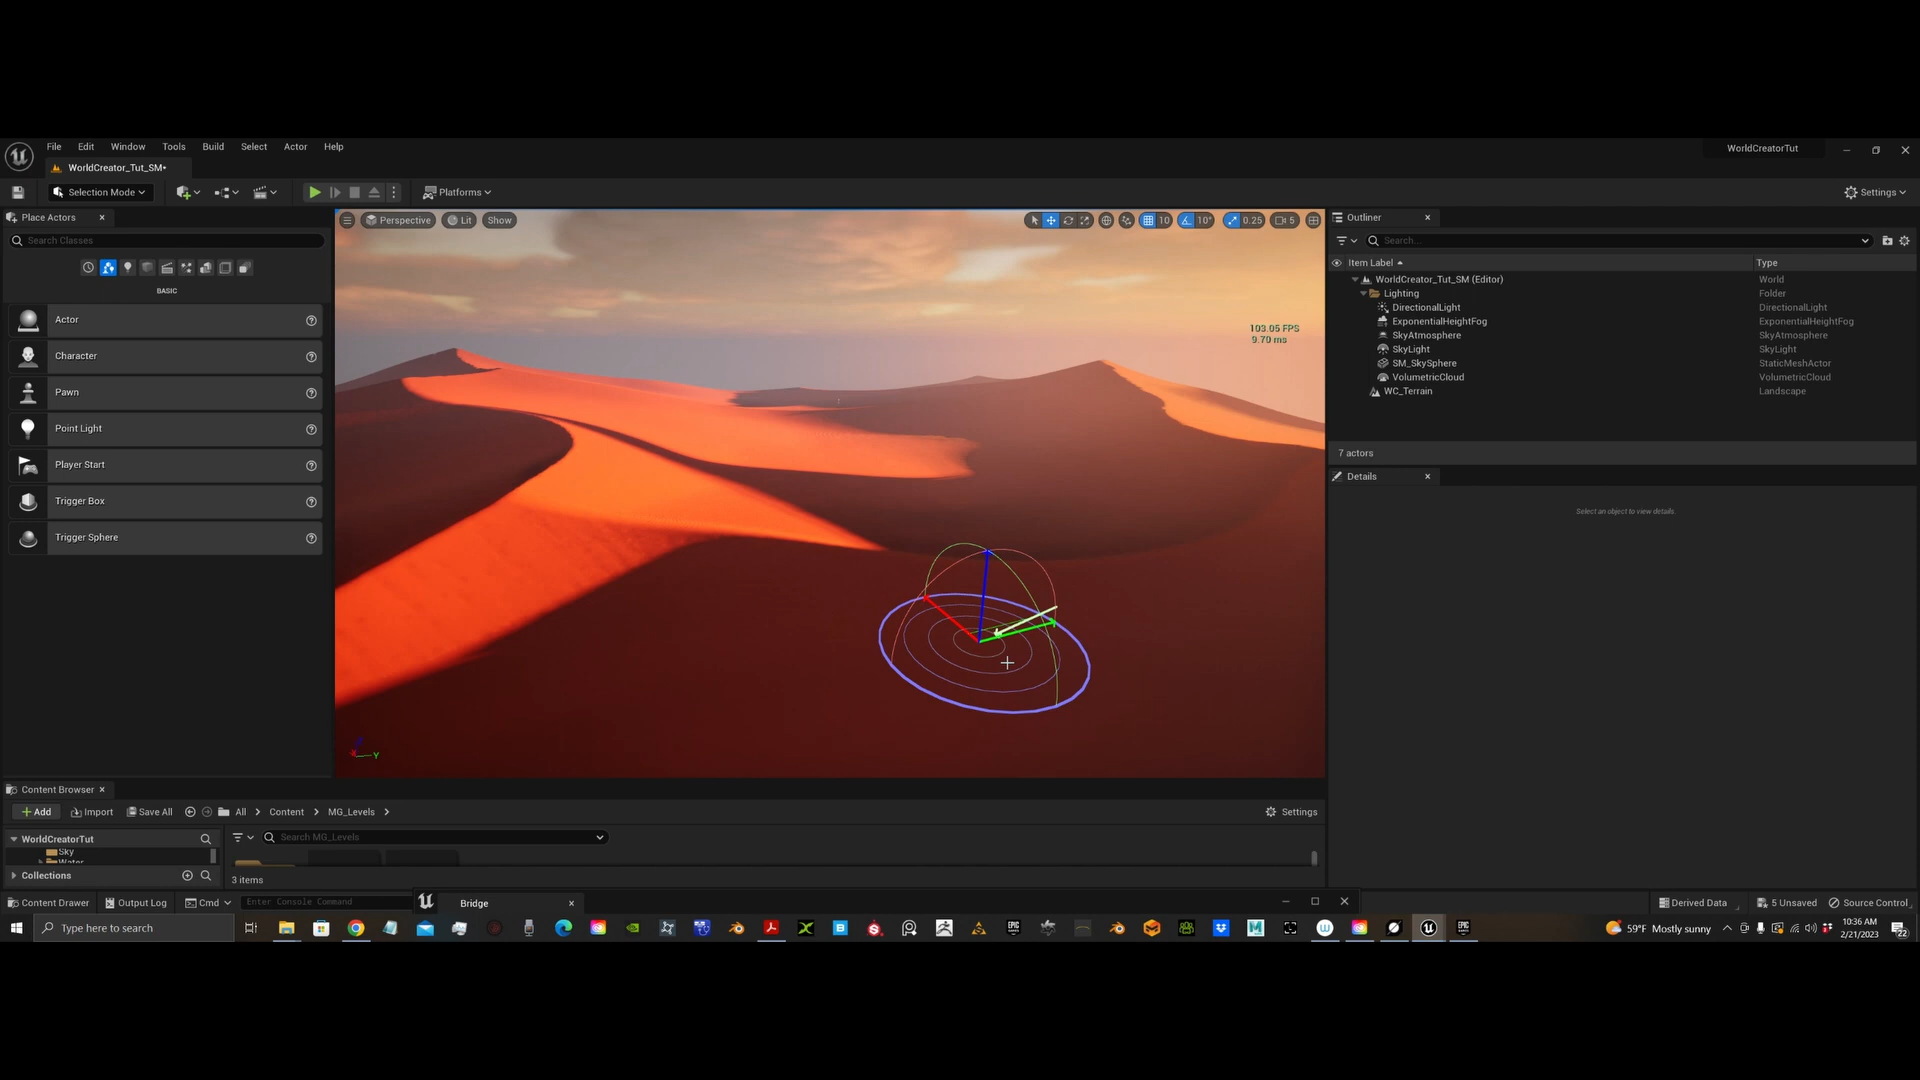 File Edit Window Tools Build Select Actor Help
WorldCreatorTut
WorldCreator_Tut_SM•
Selection Mode
Platforms
Settings
Place Actors
Search Classes
BASIC
Actor
Character
Pawn
Point Light
Player Start
Trigger Box
Trigger Sphere
Perspective Lit Show
10 10° 0.25 5
103.05 FPS
9.70 ms
Y
Outliner
Search...
Item Label Type
WorldCreator_Tut_SM (Editor) World
Lighting Folder
DirectionalLight DirectionalLight
ExponentialHeightFog ExponentialHeightFog
SkyAtmosphere SkyAtmosphere
SkyLight SkyLight
SM_SkySphere StaticMeshActor
VolumetricCloud VolumetricCloud
WC_Terrain Landscape
7 actors
Details
Select an object to view details.
Content Browser
Add Import Save All All Content MG_Levels Settings
WorldCreatorTut
Sky
Water
Collections
Search MG_Levels
3 items
Content Drawer Output Log Cmd Enter Console Command
Bridge
Derived Data 5 Unsaved Source Control
Type here to search
59°F Mostly sunny
10:36 AM
2/21/2023
22